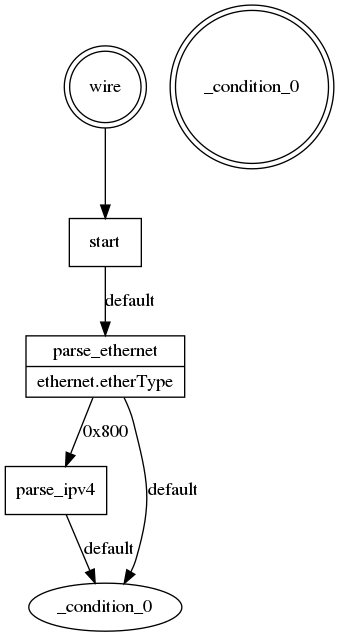 wire
_condition_0
start
default
parse_ethernet
ethernet.etherType
0x800
parse_ipv4
default
default
_condition_0